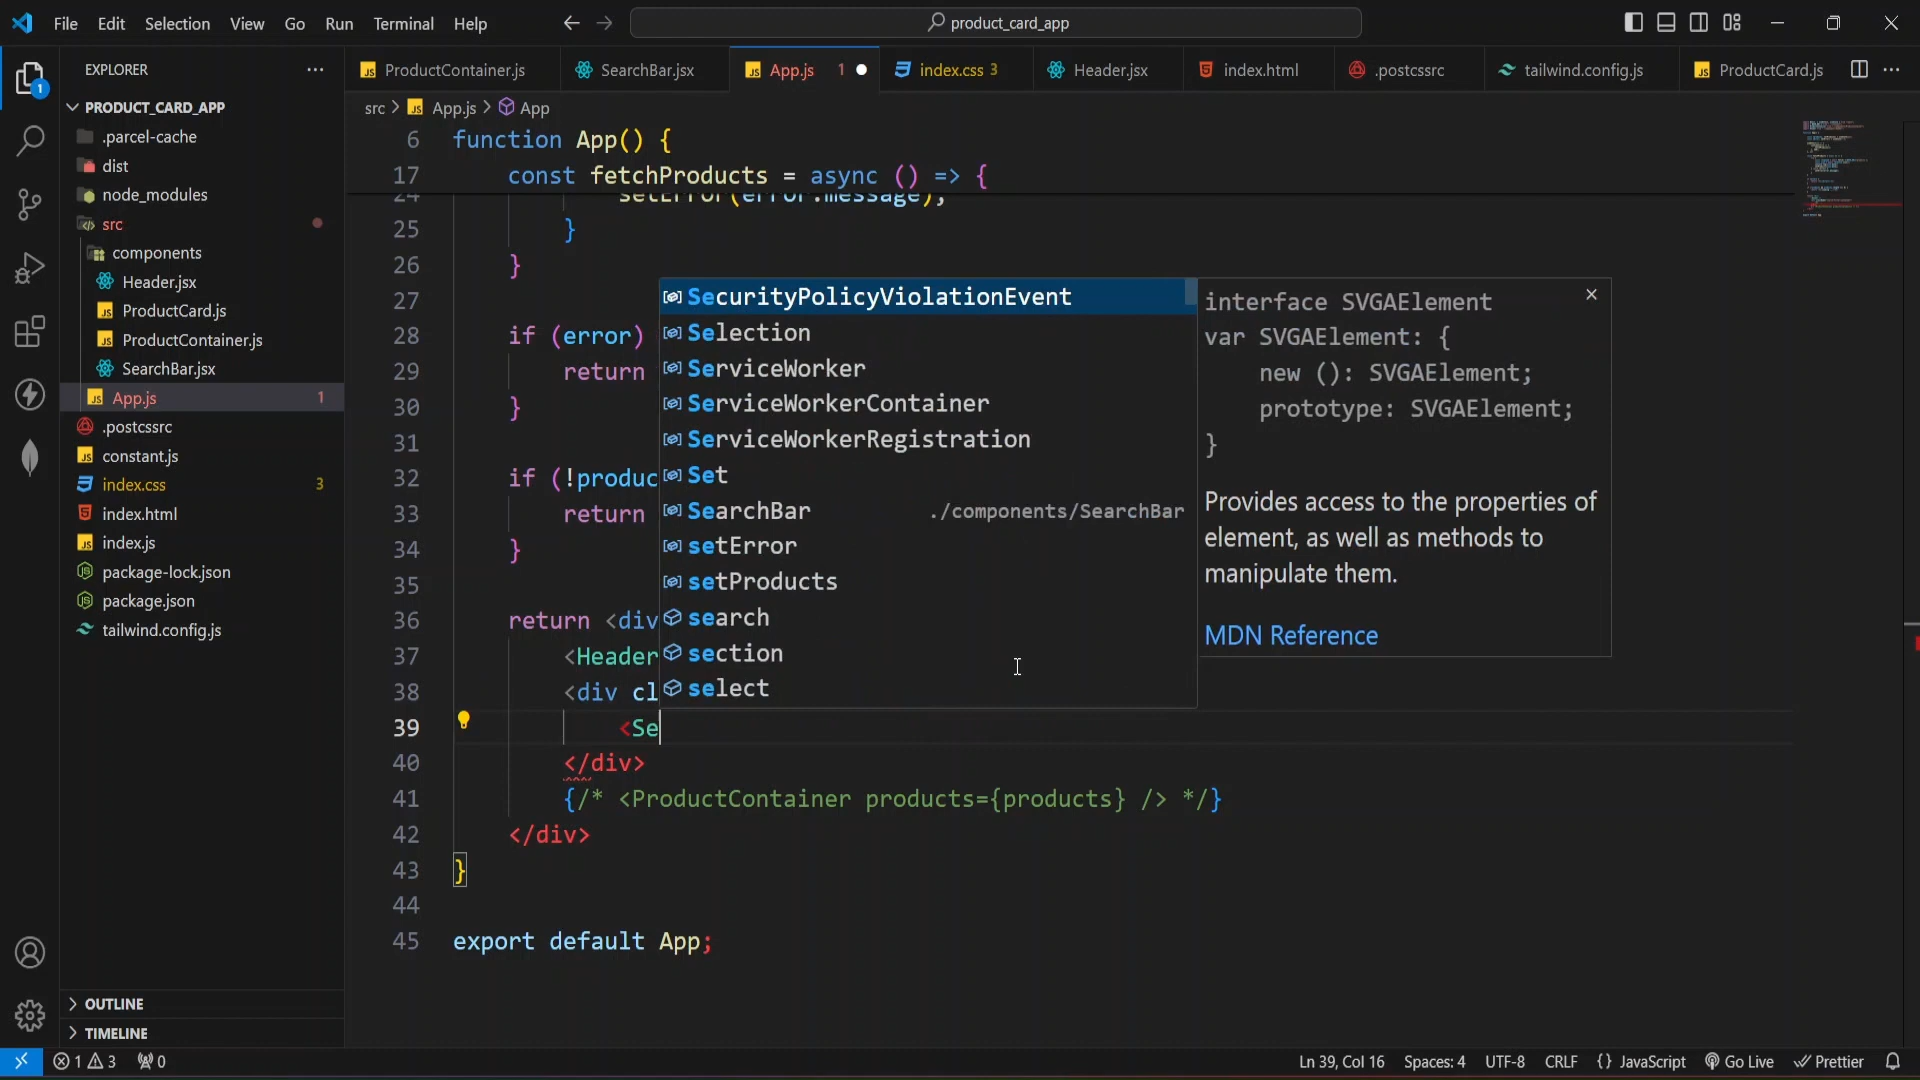 File Edit Selection View Go Run Terminal Help
product_card_app
EXPLORER
PRODUCT_CARD_APP
.parcel-cache
dist
node_modules
src
components
Header.jsx
ProductCard.js
ProductContainer.js
SearchBar.jsx
App.js 1
.postcssrc
constant.js
index.css 3
index.html
index.js
package-lock.json
package.json
tailwind.config.js
OUTLINE
TIMELINE
ProductContainer.js SearchBar.jsx App.js 1 index.css 3 Header.jsx index.html .postcssrc tailwind.config.js ProductCard.js
src > App.js > App
6 function App() {
17 const fetchProducts = async () => {
24 setError(error.message);
25 }
26 }
27
28 if (error)
29 return
30 }
31
32 if (!produc
33 return
34 }
35
36 return <div
37 <Header
38 <div cl
39 <Se
40 </div>
41 {/* <ProductContainer products={products} /> */}
42 </div>
43 }
44
45 export default App;
SecurityPolicyViolationEvent
Selection
ServiceWorker
ServiceWorkerContainer
ServiceWorkerRegistration
Set
SearchBar ./components/SearchBar
setError
setProducts
search
section
select
interface SVGAElement
var SVGAElement: {
new (): SVGAElement;
prototype: SVGAElement;
}
Provides access to the properties of
element, as well as methods to
manipulate them.
MDN Reference
1 3 0 Ln 39, Col 16 Spaces: 4 UTF-8 CRLF {} JavaScript Go Live Prettier